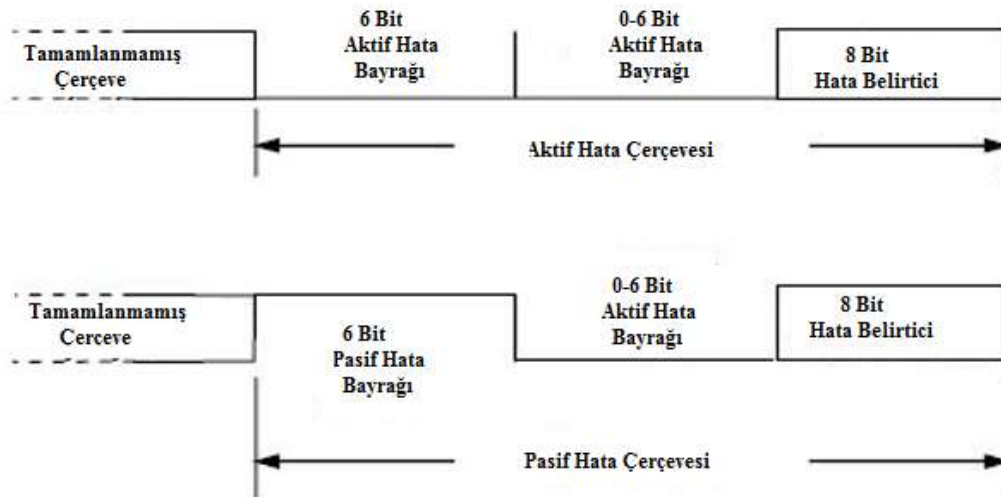 6 Bit
Aktif Hata
Bayrağı
0-6 Bit
Aktif Hata
Bayrağı
Tamamlanmamış
Çerçeve
8 Bit
Hata Belirtici
Aktif Hata Çerçevesi
Tamamlanmamış
Cerceve
6 Bit
Pasif Hata
Bayrağı
0-6 Bit
Aktif Hata
Bayrağı
8 Bit
Hata Belirtici
Pasif Hata Çerçevesi